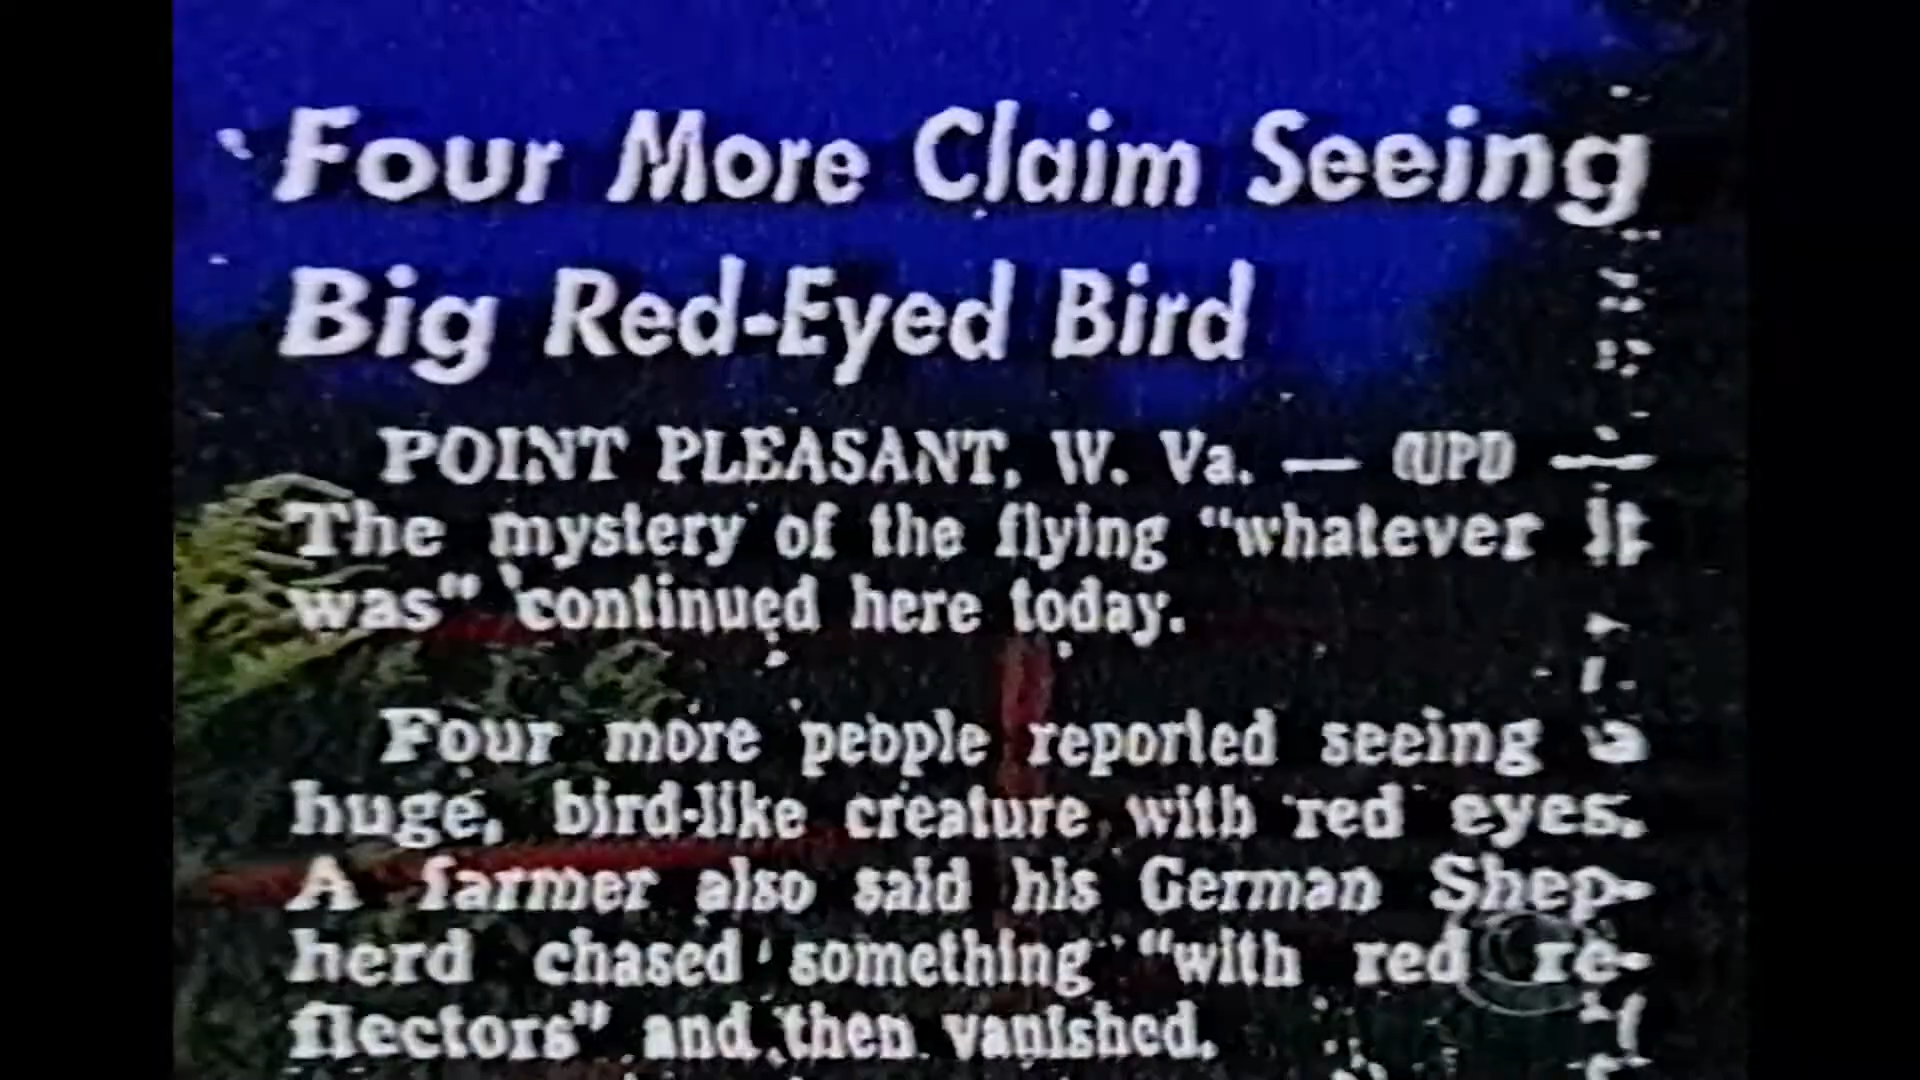 Four More Claim Seeing
Big Red-Eyed Bird
POINT PLEASANT, W. Va. — (UPI) —
The mystery of the flying "whatever it
was" continued here today.
Four more people reported seeing a
huge, bird-like creature with red eyes.
A farmer also said his German Shep-
herd chased something "with red re-
flectors" and then vanished.